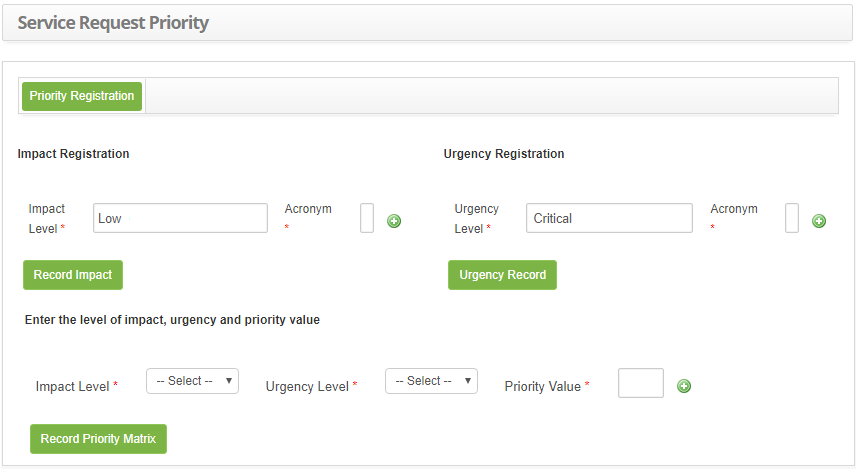 Service Request Priority
Priority Registration
Impact Registration
Urgency Registration
Impact
Level *
Low
Acronym
*
Urgency
Level *
Critical
Acronym
*
Record Impact
Urgency Record
Enter the level of impact, urgency and priority value
Impact Level * -- Select -- Urgency Level * -- Select -- Priority Value *
Record Priority Matrix